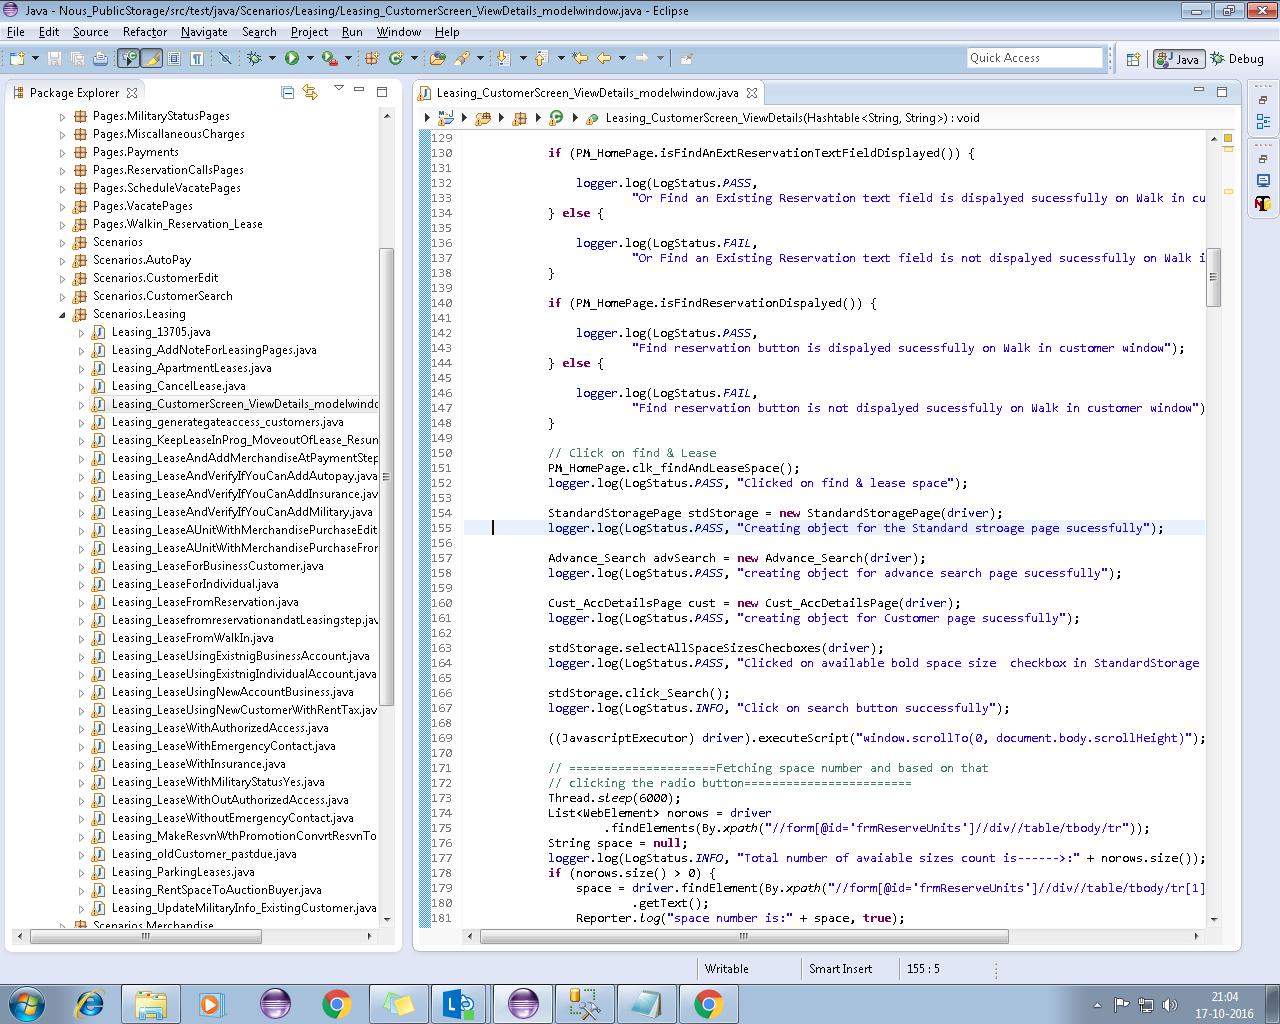 Java - Nous_PublicStorage/src/test/java/Scenarios/Leasing/Leasing_CustomerScreen_ViewDetails_modelwindow.java - Eclipse
File Edit Source Refactor Navigate Search Project Run Window Help
Quick Access
Java
Debug
Package Explorer
Pages.MilitaryStatusPages
Pages.MiscallaneousCharges
Pages.Payments
Pages.ReservationCallsPages
Pages.ScheduleVacatePages
Pages.VacatePages
Pages.Walkin_Reservation_Lease
Scenarios
Scenarios.AutoPay
Scenarios.CustomerEdit
Scenarios.CustomerSearch
Scenarios.Leasing
Leasing_13705.java
Leasing_AddNoteForLeasingPages.java
Leasing_ApartmentLeases.java
Leasing_CancelLease.java
Leasing_CustomerScreen_ViewDetails_modelwindo
Leasing_generategateaccess_customers.java
Leasing_KeepLeaseInProg_MoveoutOfLease_Resun
Leasing_LeaseAndAddMerchandiseAtPaymentStep
Leasing_LeaseAndVerifyIfYouCanAddAutopay.java
Leasing_LeaseAndVerifyIfYouCanAddInsurance.jav
Leasing_LeaseAndVerifyIfYouCanAddMilitary.java
Leasing_LeaseAUnitWithMerchandisePurchaseEdit
Leasing_LeaseAUnitWithMerchandisePurchaseFror
Leasing_LeaseForBusinessCustomer.java
Leasing_LeaseForIndividual.java
Leasing_LeaseFromReservation.java
Leasing_LeasefromreservationandatLeasingstep.jav
Leasing_LeaseFromWalkIn.java
Leasing_LeaseUsingExistnigBusinessAccount.java
Leasing_LeaseUsingExistnigIndividualAccount.java
Leasing_LeaseUsingNewAccountBusiness.java
Leasing_LeaseUsingNewCustomerWithRentTax.jav
Leasing_LeaseWithAuthorizedAccess.java
Leasing_LeaseWithEmergencyContact.java
Leasing_LeaseWithInsurance.java
Leasing_LeaseWithMilitaryStatusYes.java
Leasing_LeaseWithOutAuthorizedAccess.java
Leasing_LeaseWithoutEmergencyContact.java
Leasing_MakeResvnWthPromotionConvrtResvnTo
Leasing_oldCustomer_pastdue.java
Leasing_ParkingLeases.java
Leasing_RentSpaceToAuctionBuyer.java
Leasing_UpdateMilitaryInfo_ExistingCustomer.java
Scenarios.Merchandise
Leasing_CustomerScreen_ViewDetails_modelwindow.java
Leasing_CustomerScreen_ViewDetails(Hashtable<String, String>) : void
129
130 if (PM_HomePage.isFindAnExtReservationTextFieldDisplayed()) {
131
132 logger.log(LogStatus.PASS,
133 "Or Find an Existing Reservation text field is dispalyed sucessfully on Walk in cu
134 } else {
135
136 logger.log(LogStatus.FAIL,
137 "Or Find an Existing Reservation text field is not dispalyed sucessfully on Walk i
138 }
139
140 if (PM_HomePage.isFindReservationDispalyed()) {
141
142 logger.log(LogStatus.PASS,
143 "Find reservation button is dispalyed sucessfully on Walk in customer window");
144 } else {
145
146 logger.log(LogStatus.FAIL,
147 "Find reservation button is not dispalyed sucessfully on Walk in customer window")
148 }
149
150 // Click on find & Lease
151 PM_HomePage.clk_findAndLeaseSpace();
152 logger.log(LogStatus.PASS, "Clicked on find & lease space");
153
154 StandardStoragePage stdStorage = new StandardStoragePage(driver);
155 logger.log(LogStatus.PASS, "Creating object for the Standard stroage page sucessfully");
156
157 Advance_Search advSearch = new Advance_Search(driver);
158 logger.log(LogStatus.PASS, "creating object for advance search page sucessfully");
159
160 Cust_AccDetailsPage cust = new Cust_AccDetailsPage(driver);
161 logger.log(LogStatus.PASS, "creating object for Customer page sucessfully");
162
163 stdStorage.selectAllSpaceSizesChecboxes(driver);
164 logger.log(LogStatus.PASS, "Clicked on available bold space size  checkbox in StandardStorage
165
166 stdStorage.click_Search();
167 logger.log(LogStatus.INFO, "Click on search button successfully");
168
169 ((JavascriptExecutor) driver).executeScript("window.scrollTo(0, document.body.scrollHeight)");
170
171 // =====================Fetching space number and based on that
172 // clicking the radio button========================
173 Thread.sleep(6000);
174 List<WebElement> norows = driver
175 .findElements(By.xpath("//form[@id='frmReserveUnits']//div//table/tbody/tr"));
176 String space = null;
177 logger.log(LogStatus.INFO, "Total number of avaiable sizes count is------>:" + norows.size());
178 if (norows.size() > 0) {
179 space = driver.findElement(By.xpath("//form[@id='frmReserveUnits']//div//table/tbody/tr[1]
180 .getText();
181 Reporter.log("space number is:" + space, true);
Writable
Smart Insert
155 : 5
21:04
17-10-2016